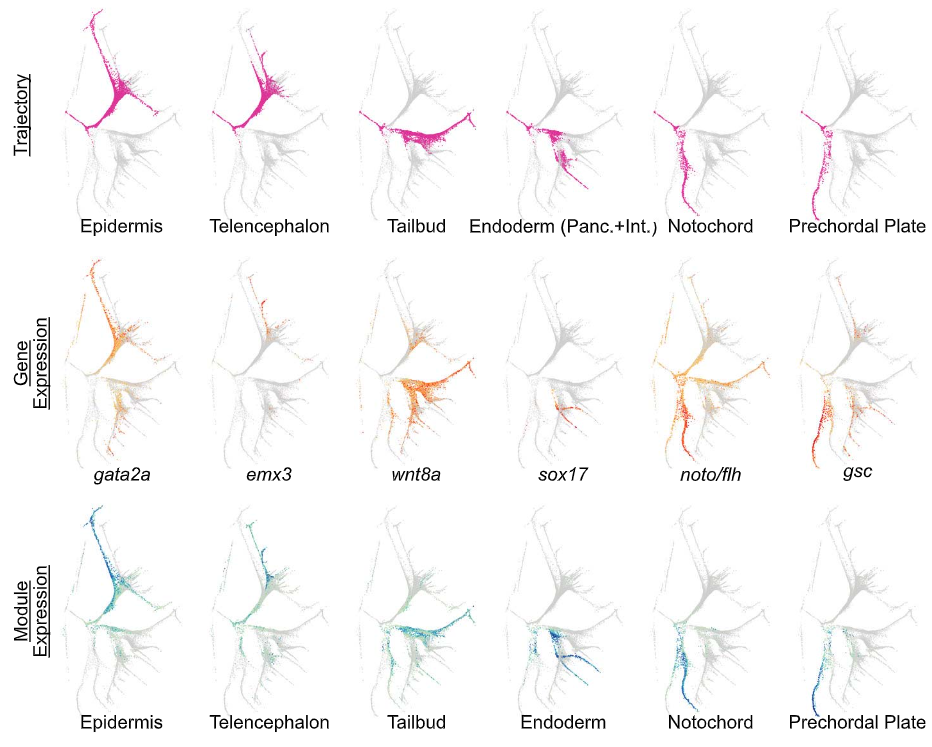 Trajectory
Epidermis
Telencephalon
Tailbud
Endoderm (Panc.+Int.)
Notochord
Prechordal Plate
Gene
Expression
gata2a
emx3
wnt8a
sox17
noto/flh
gsc
Module
Expression
Epidermis
Telencephalon
Tailbud
Endoderm
Notochord
Prechordal Plate